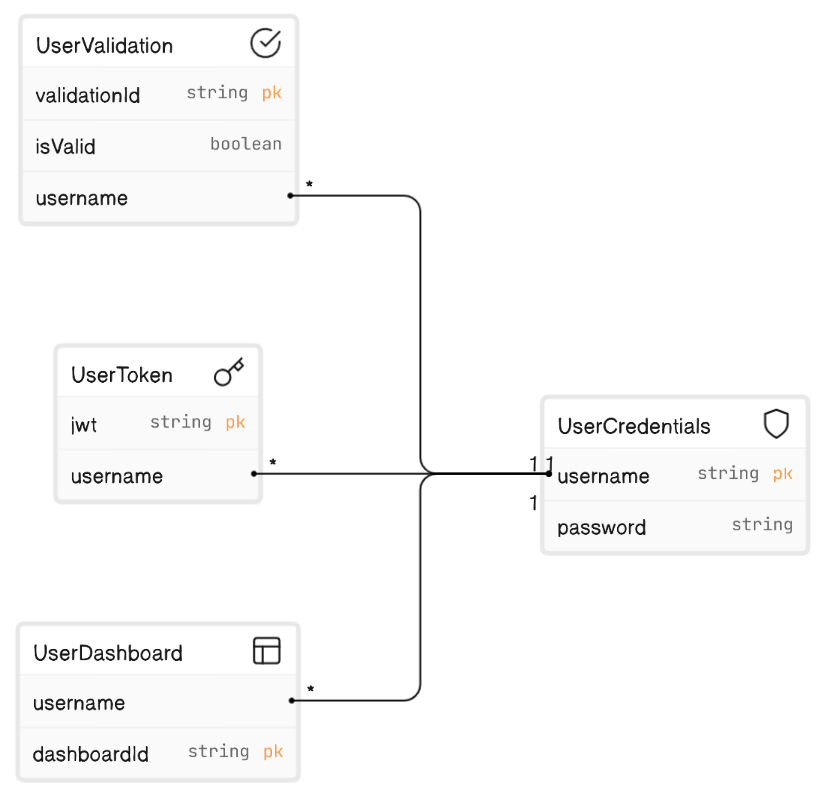 UserValidation
validationId string pk
isValid boolean
username
*
UserToken
jwt string pk
username
*
UserCredentials
1 1
username string pk
1
password string
UserDashboard
username
*
dashboardId string pk